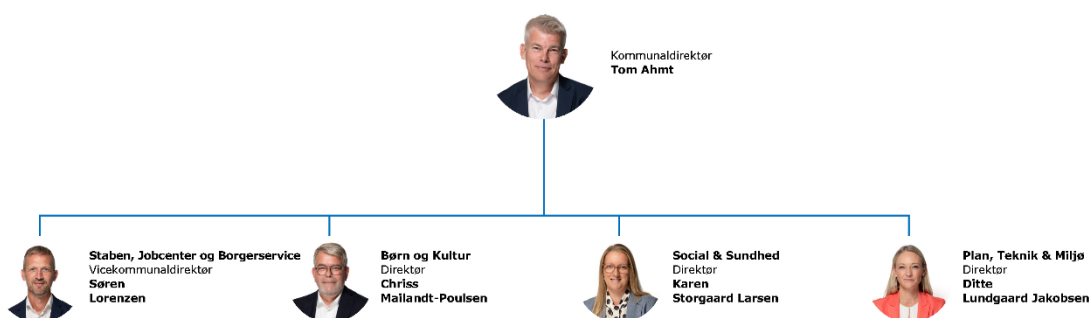 Kommunaldirektør
Tom Ahmt
Staben, Jobcenter og Borgerservice
Vicekommunaldirektør
Søren
Lorenzen
Børn og Kultur
Direktør
Chriss
Mailandt-Poulsen
Social & Sundhed
Direktør
Karen
Storgaard Larsen
Plan, Teknik & Miljø
Direktør
Ditte
Lundgaard Jakobsen